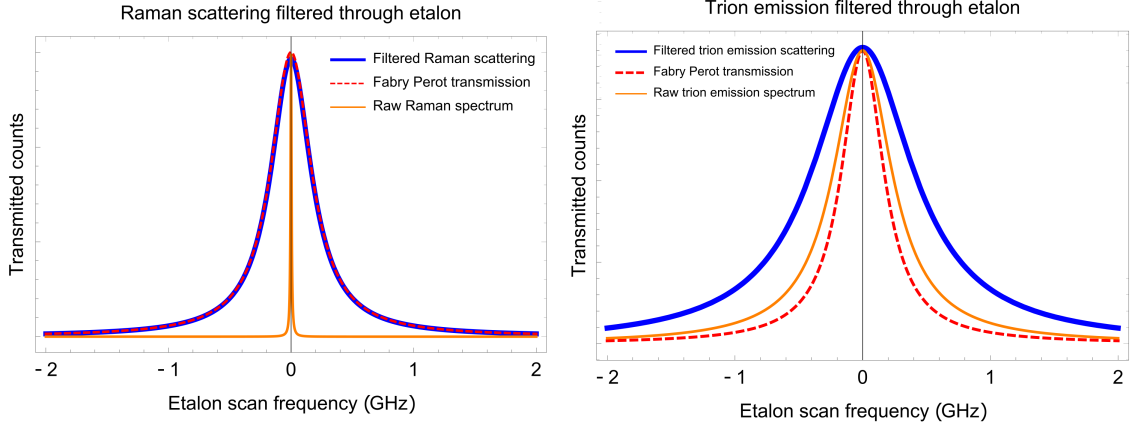 Raman scattering filtered through etalon
Filtered Raman scattering
Fabry Perot transmission
Raw Raman spectrum
Transmitted counts
- 2
- 1
0
1
2
Etalon scan frequency (GHz)
Trion emission filtered through etalon
Filtered trion emission scattering
Fabry Perot transmission
Raw trion emission spectrum
Transmitted counts
- 2
- 1
0
1
2
Etalon scan frequency (GHz)